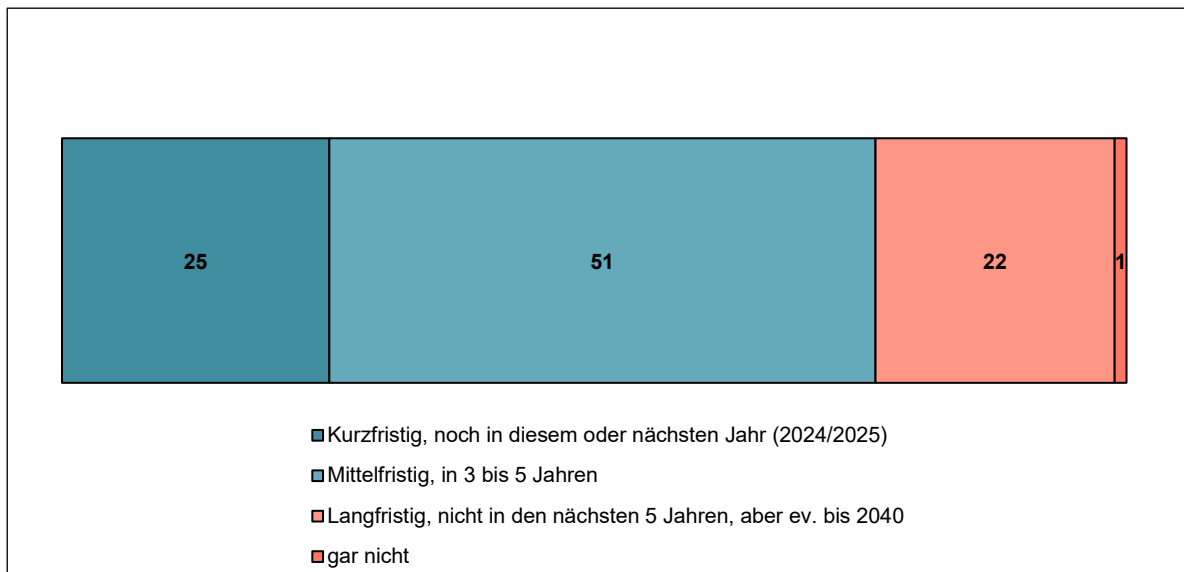 25 51 22 1
Kurzfristig, noch in diesem oder nächsten Jahr (2024/2025)
Mittelfristig, in 3 bis 5 Jahren
Langfristig, nicht in den nächsten 5 Jahren, aber ev. bis 2040
gar nicht